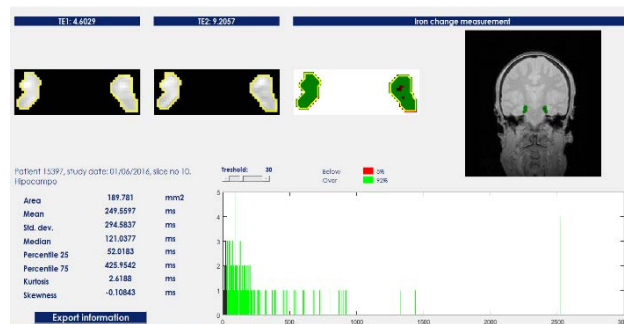 TE1: 4.6029
TE2: 9.2057
Iron change measurement
Patient 15397, study date: 01/06/2016, slice no 10,
Hipocampo
Area 189.781 mm2
Mean 249.5597 ms
Std. dev. 294.5837 ms
Median 121.0377 ms
Percentile 25 52.0183 ms
Percentile 75 425.9542 ms
Kurtosis 2.6188 ms
Skewness -0.10843 ms
Export information
Treshold: 30
Below 5%
Over 92%
5
4
3
2
1
0
0 500 1000 1500 2000 2500